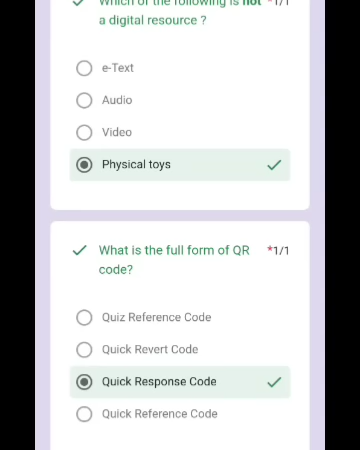 Which of the following is not *1/1
a digital resource ?
e-Text
Audio
Video
Physical toys
What is the full form of QR *1/1
code?
Quiz Reference Code
Quick Revert Code
Quick Response Code
Quick Reference Code